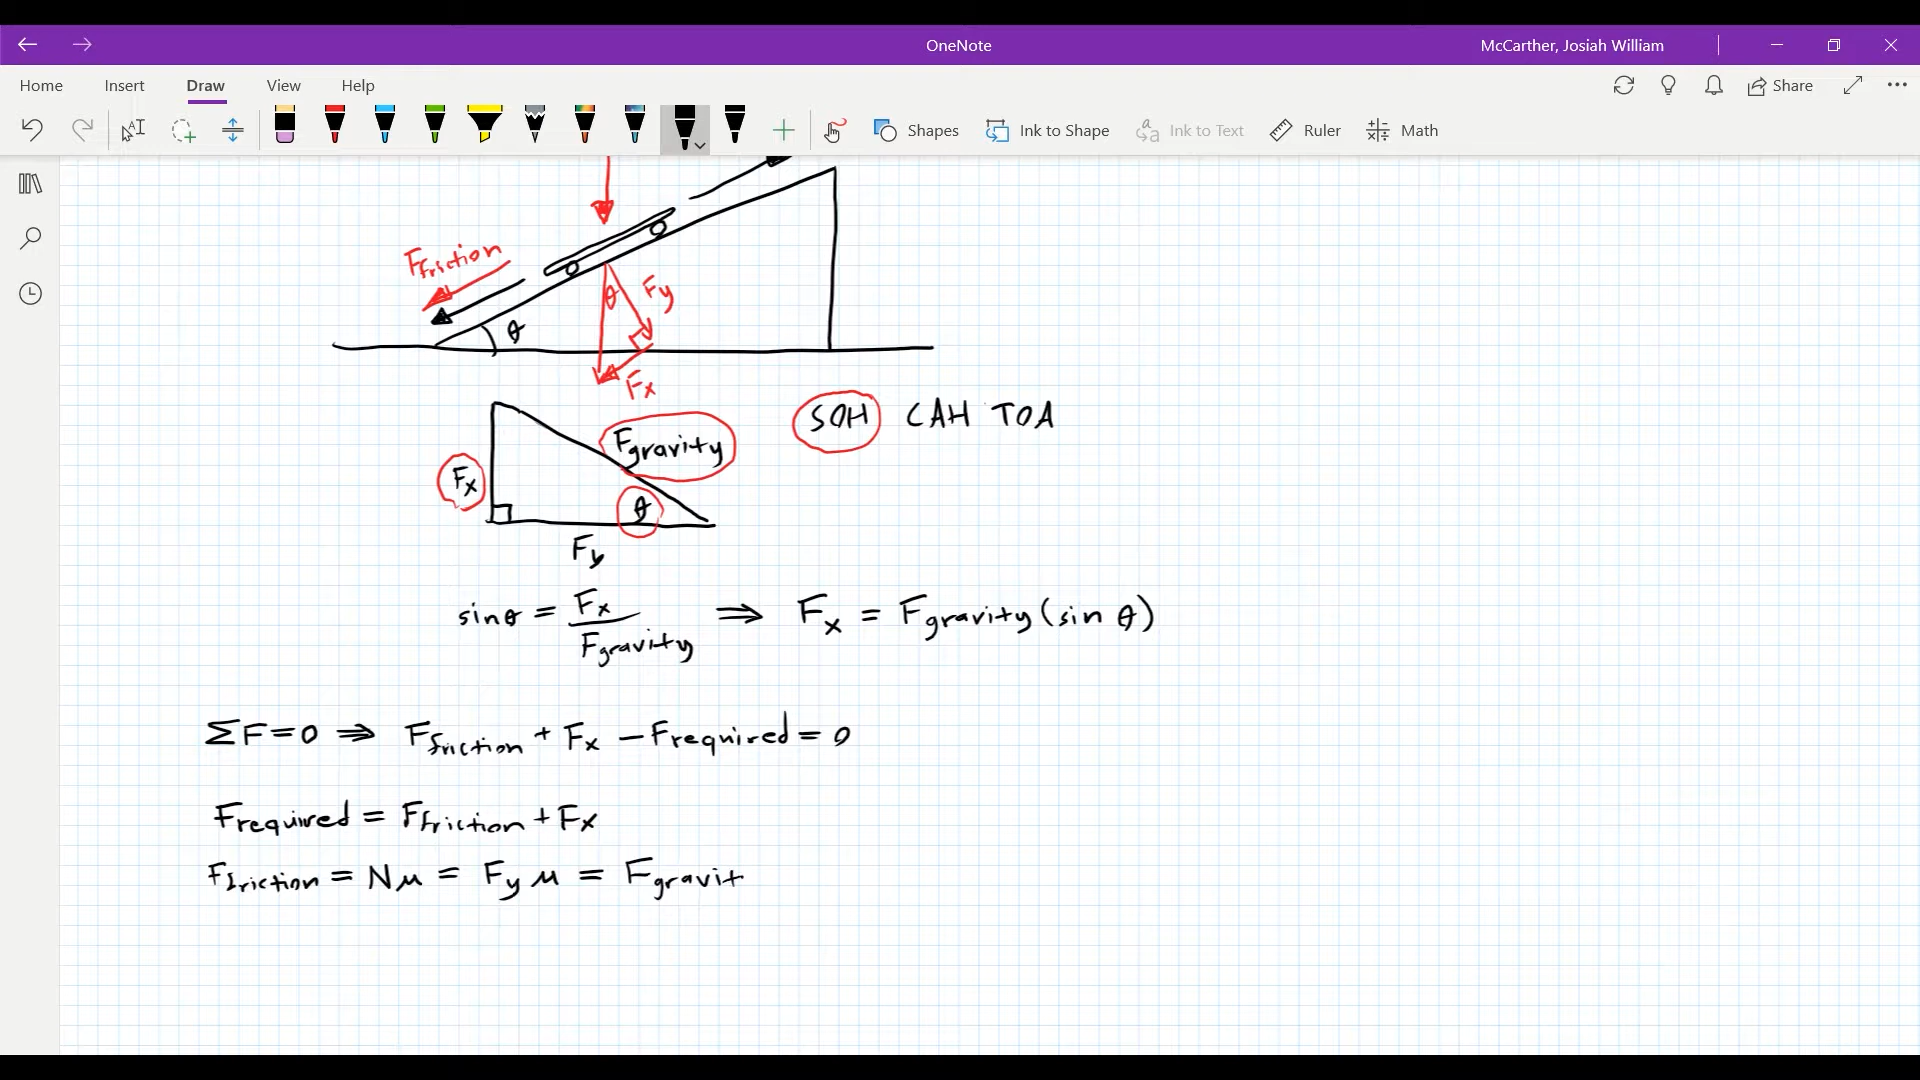 OneNote
McCarther, Josiah William
Home Insert Draw View Help
Share
Shapes Ink to Shape Ink to Text Ruler Math
Ffriction
θ
Fy
θ
Fx
SOH CAH TOA
Fgravity
Fx
θ
Fy
sinθ = Fx / Fgravity ⇒ Fx = Fgravity (sin θ)
ΣF=0 ⇒ Ffriction + Fx − Frequired = 0
Frequired = Ffriction + Fx
Ffriction = Nμ = Fy μ = Fgravit